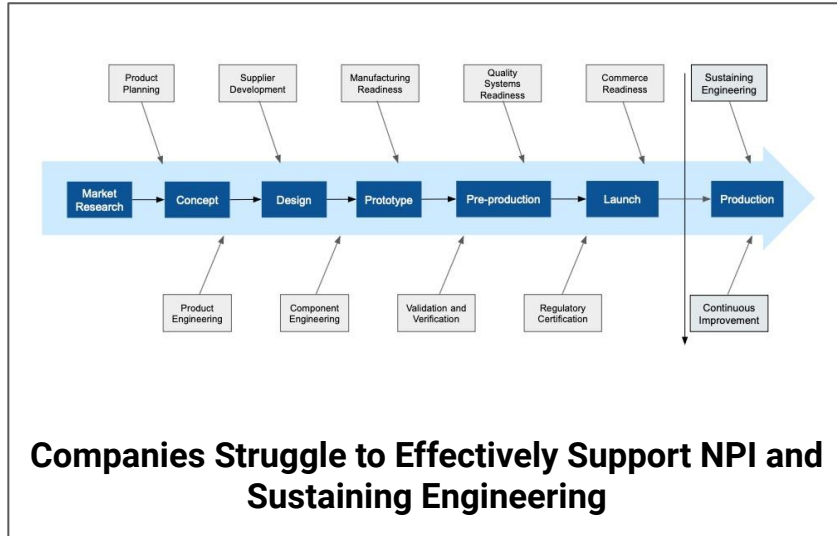 Product
Planning
Supplier
Development
Manufacturing
Readiness
Quality
Systems
Readiness
Commerce
Readiness
Sustaining
Engineering
Market
Research
Concept
Design
Prototype
Pre-production
Launch
Production
Product
Engineering
Component
Engineering
Validation and
Verification
Regulatory
Certification
Continuous
Improvement
Companies Struggle to Effectively Support NPI and
Sustaining Engineering